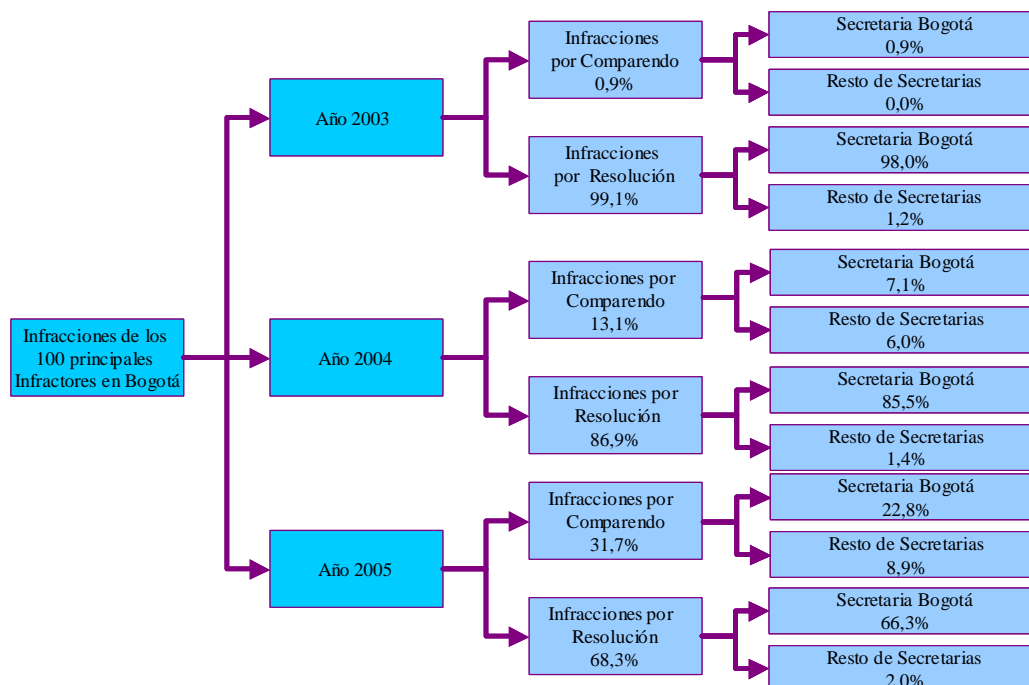 Infracciones de los
100 principales
Infractores en Bogotá
Año 2003
Infracciones
por Comparendo
0,9%
Secretaria Bogotá
0,9%
Resto de Secretarias
0,0%
Infracciones
por Resolución
99,1%
Secretaria Bogotá
98,0%
Resto de Secretarias
1,2%
Año 2004
Infracciones por
Comparendo
13,1%
Secretaria Bogotá
7,1%
Resto de Secretarias
6,0%
Infracciones por
Resolución
86,9%
Secretaria Bogotá
85,5%
Resto de Secretarias
1,4%
Año 2005
Infracciones por
Comparendo
31,7%
Secretaria Bogotá
22,8%
Resto de Secretarias
8,9%
Infracciones por
Resolución
68,3%
Secretaria Bogotá
66,3%
Resto de Secretarias
2,0%